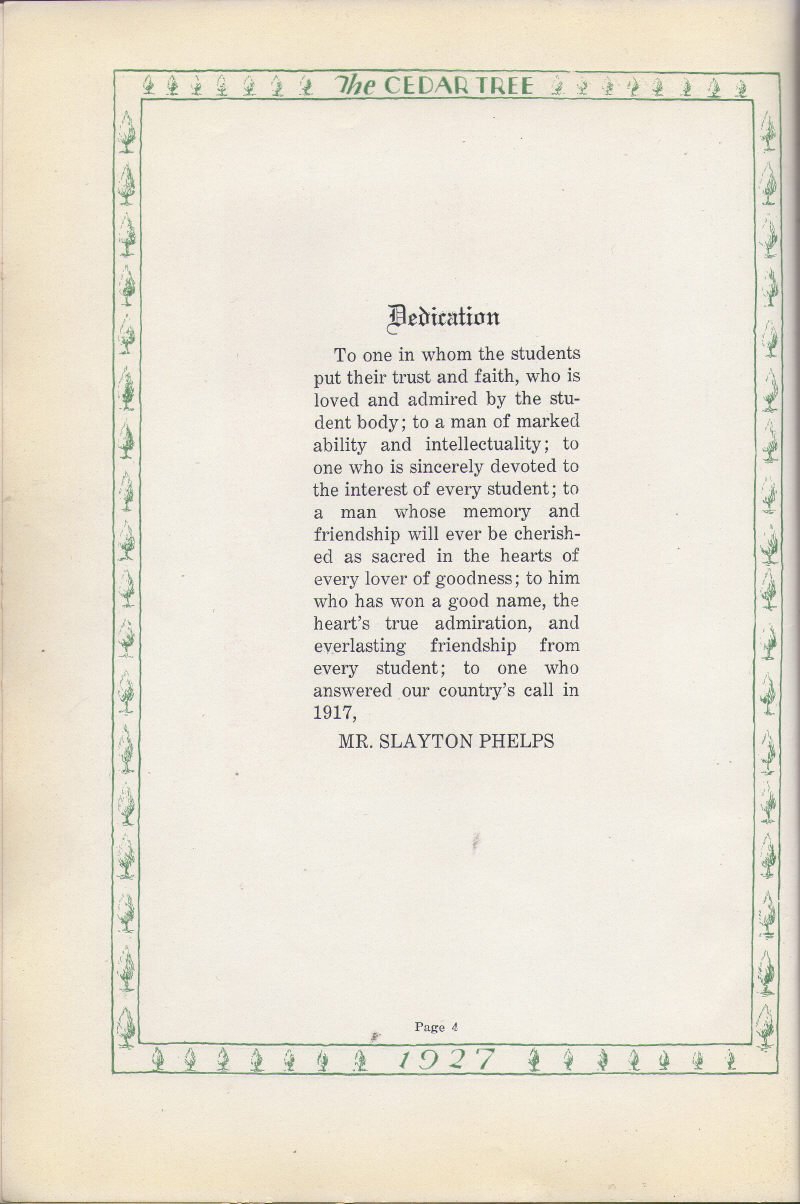 The CEDAR TREE
Dedication
To one in whom the students
put their trust and faith, who is
loved and admired by the stu-
dent body; to a man of marked
ability and intellectuality; to
one who is sincerely devoted to
the interest of every student; to
a man whose memory and
friendship will ever be cherish-
ed as sacred in the hearts of
every lover of goodness; to him
who has won a good name, the
heart's true admiration, and
everlasting friendship from
every student; to one who
answered our country's call in
1917,
MR. SLAYTON PHELPS
Page 4
1927